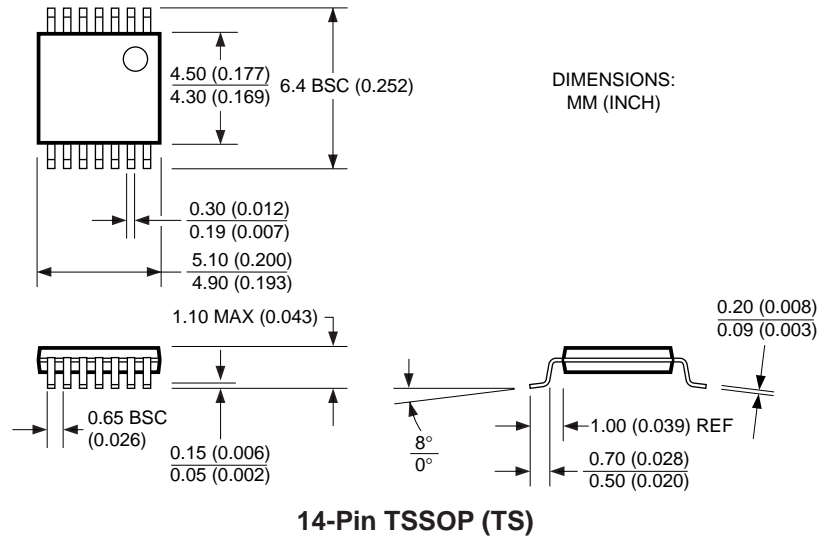 4.50 (0.177)
4.30 (0.169)
6.4 BSC (0.252)
DIMENSIONS:
MM (INCH)
0.30 (0.012)
0.19 (0.007)
5.10 (0.200)
4.90 (0.193)
1.10 MAX (0.043)
0.20 (0.008)
0.09 (0.003)
0.65 BSC
(0.026)
0.15 (0.006)
0.05 (0.002)
8°
0°
1.00 (0.039) REF
0.70 (0.028)
0.50 (0.020)
14-Pin TSSOP (TS)